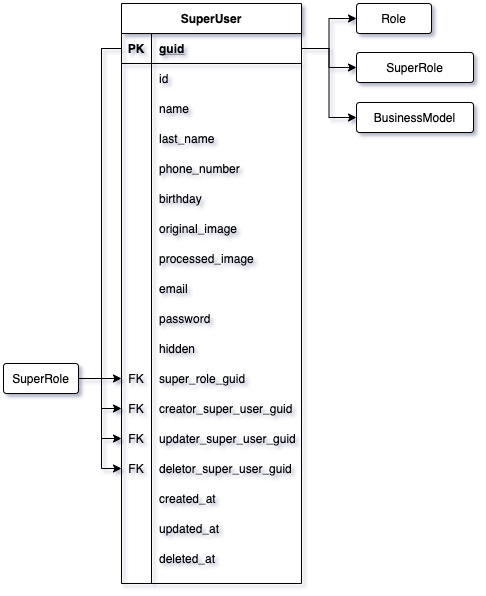 SuperUser
PK guid
id
name
last_name
phone_number
birthday
original_image
processed_image
email
password
hidden
FK super_role_guid
FK creator_super_user_guid
FK updater_super_user_guid
FK deletor_super_user_guid
created_at
updated_at
deleted_at
Role
SuperRole
BusinessModel
SuperRole